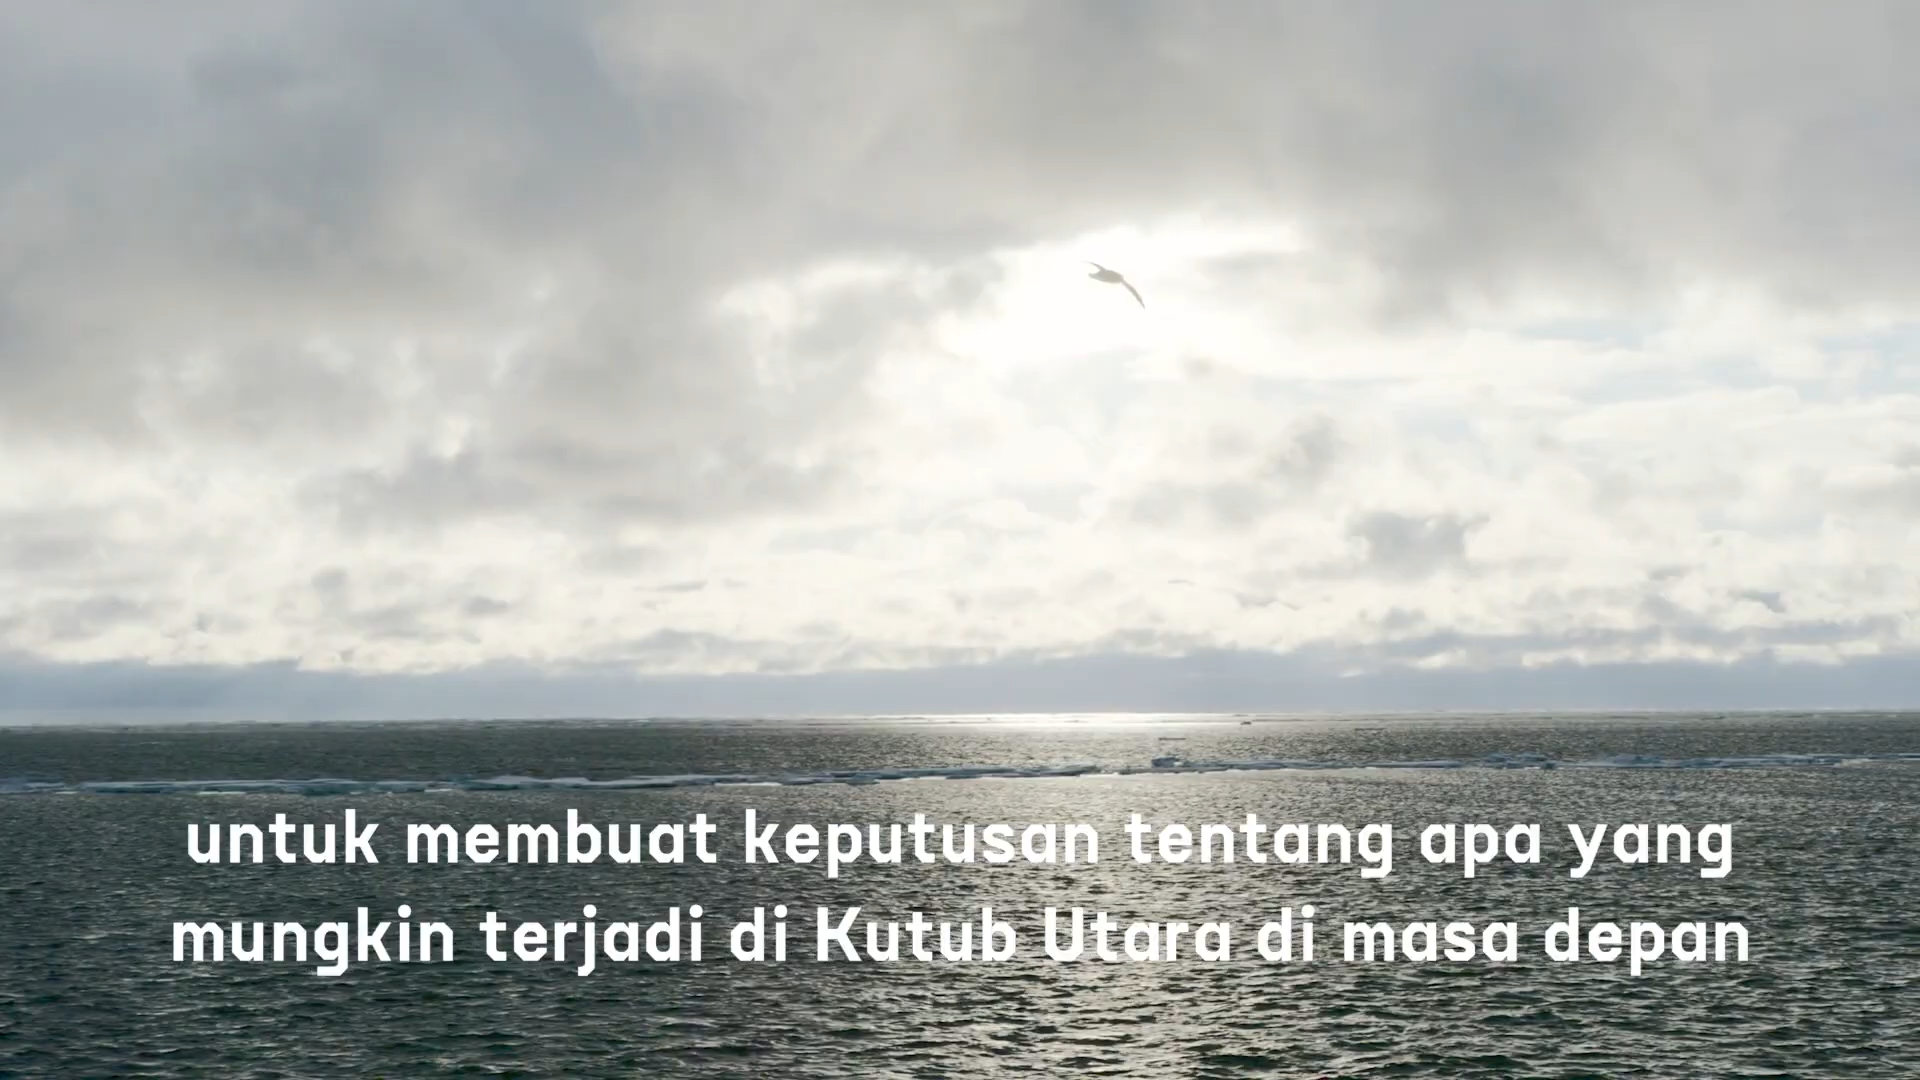 untuk membuat keputusan tentang apa yang
mungkin terjadi di Kutub Utara di masa depan